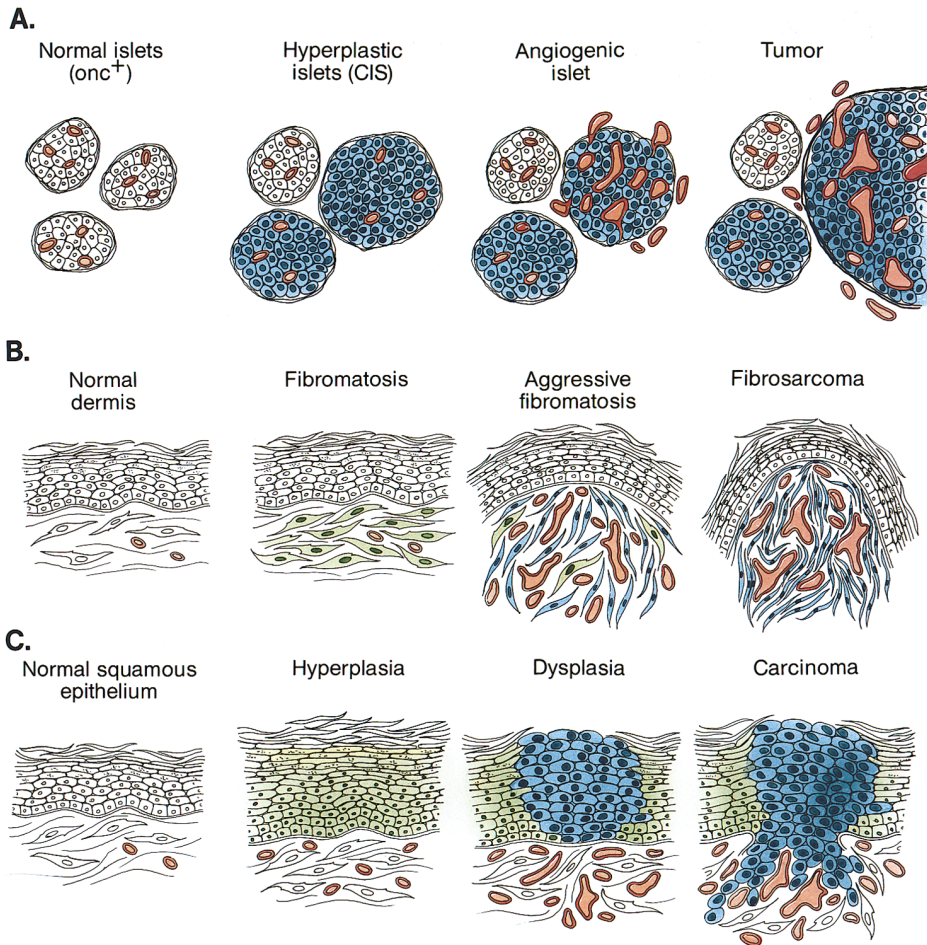 A.
Normal islets
(onc+)
Hyperplastic
islets (CIS)
Angiogenic
islet
Tumor
B.
Normal
dermis
Fibromatosis
Aggressive
fibromatosis
Fibrosarcoma
C.
Normal squamous
epithelium
Hyperplasia
Dysplasia
Carcinoma